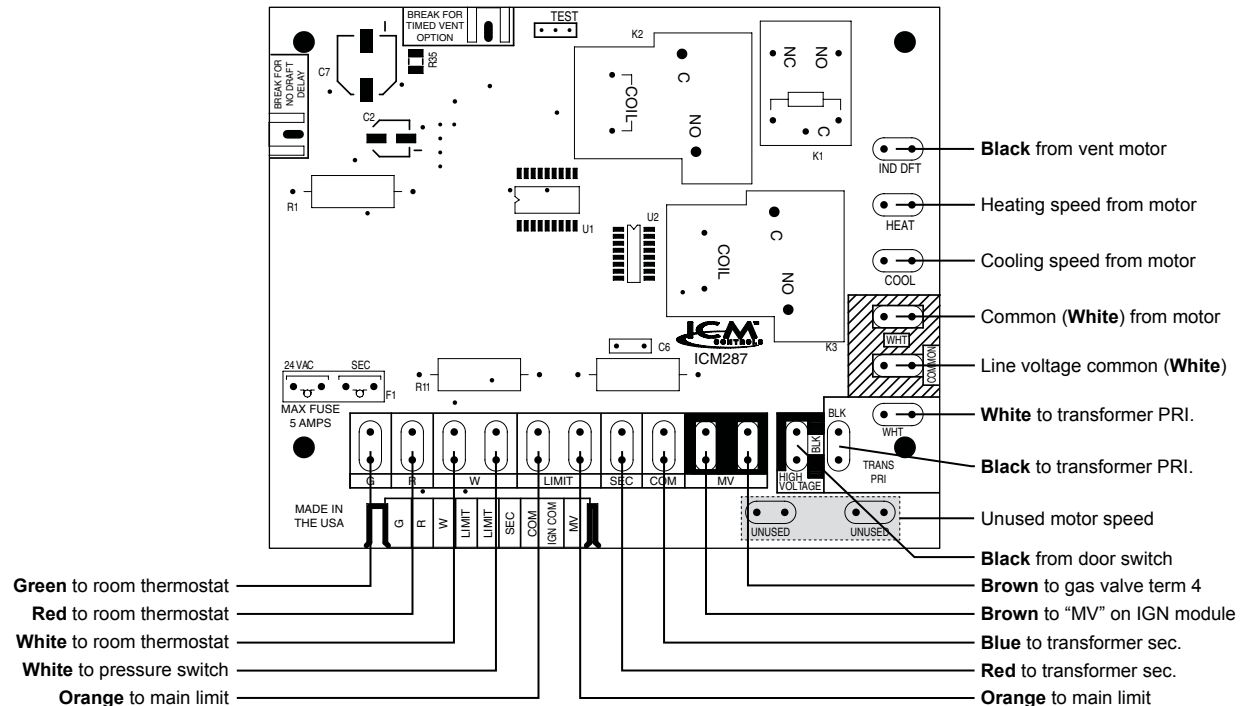 BREAK FOR
TIMED VENT
OPTION
TEST
BREAK FOR
NO DRAFT
DELAY
C7
R35
C2
R1
U1
U2
K2
COIL
C
NO
NC
NO
C
K1
COIL
C
NO
K3
ICM
CONTROLS
ICM287
C6
R11
24 VAC
SEC
F1
MAX FUSE
5 AMPS
IND DFT
HEAT
COOL
WHT
COMMON
BLK
WHT
BLK
HIGH
VOLTAGE
TRANS
PRI
UNUSED
UNUSED
G
R
W
LIMIT
SEC
COM
MV
MADE IN
THE USA
G
R
W
LIMIT
LIMIT
SEC
COM
IGN COM
MV
Black from vent motor
Heating speed from motor
Cooling speed from motor
Common (White) from motor
Line voltage common (White)
White to transformer PRI.
Black to transformer PRI.
Unused motor speed
Black from door switch
Brown to gas valve term 4
Brown to “MV” on IGN module
Blue to transformer sec.
Red to transformer sec.
Orange to main limit
Green to room thermostat
Red to room thermostat
White to room thermostat
White to pressure switch
Orange to main limit